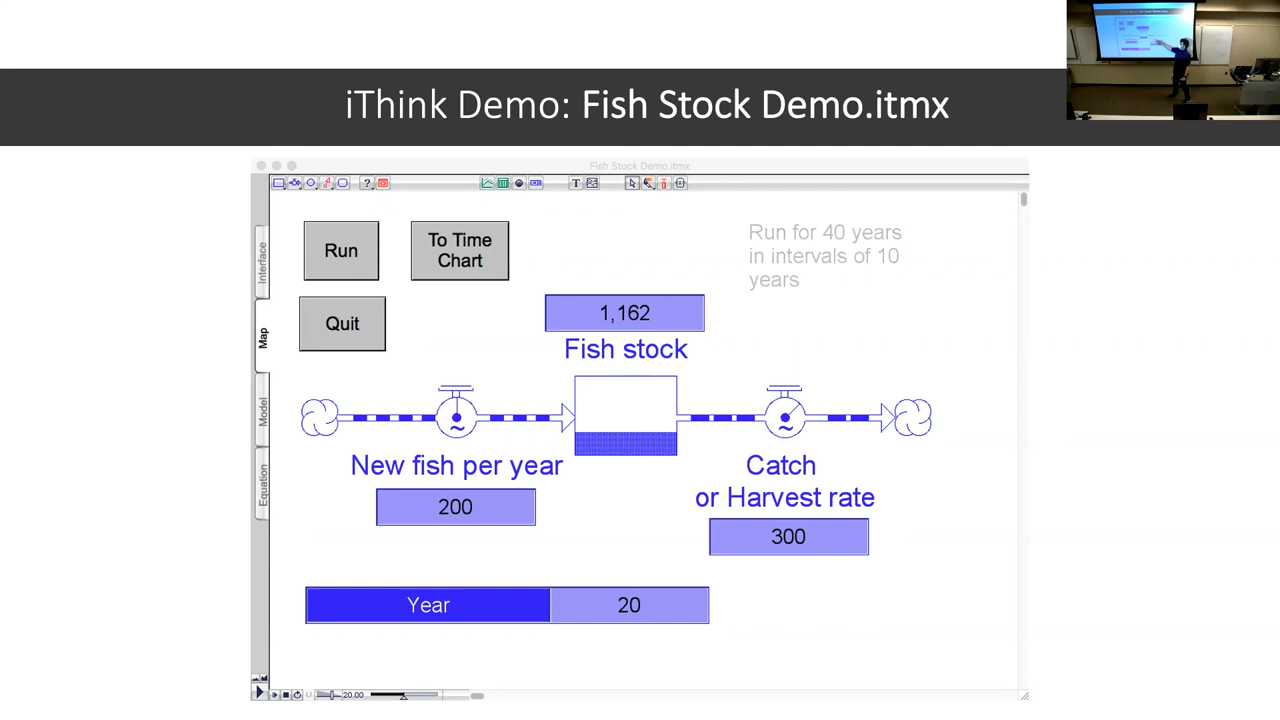 iThink Demo: Fish Stock Demo.itmx
Fish Stock Demo.itmx
?
T
Interface
Map
Model
Equation
Run
To Time
Chart
Quit
Run for 40 years
in intervals of 10
years
1,162
Fish stock
~
~
New fish per year
200
Catch
or Harvest rate
300
Year
20
U
20.00